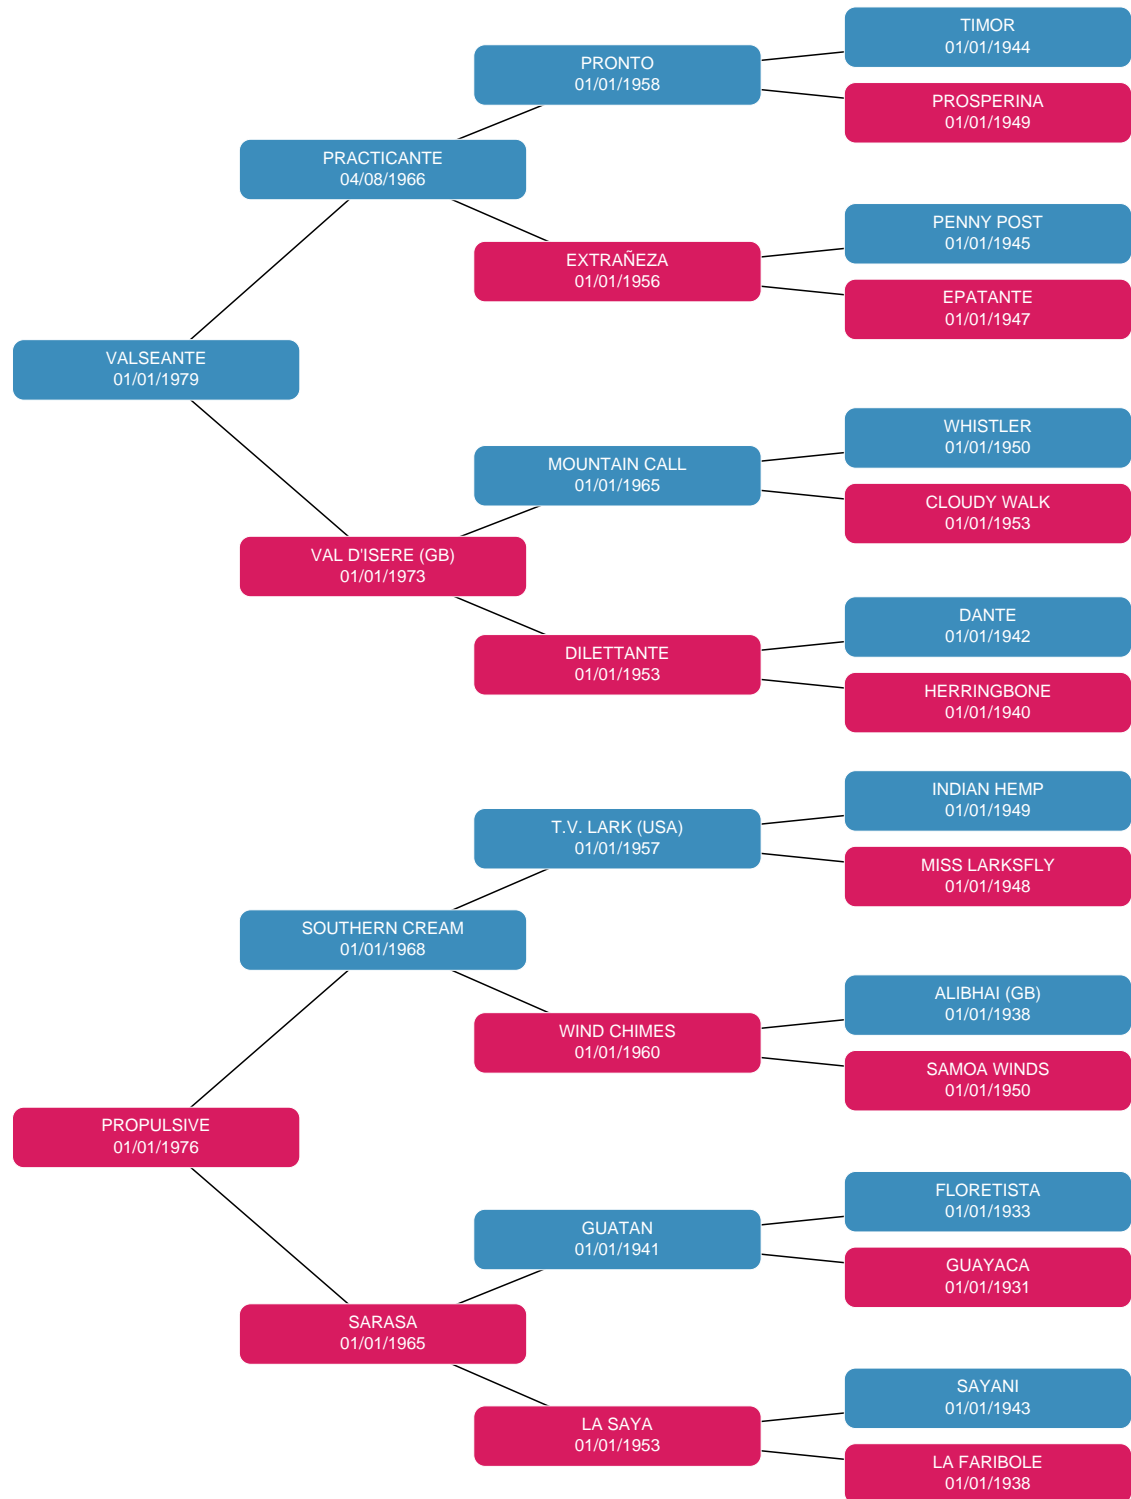 TIMOR
01/01/1944
PRONTO
01/01/1958
PROSPERINA
01/01/1949
PRACTICANTE
04/08/1966
PENNY POST
01/01/1945
EXTRAÑEZA
01/01/1956
EPATANTE
01/01/1947
VALSEANTE
01/01/1979
WHISTLER
01/01/1950
MOUNTAIN CALL
01/01/1965
CLOUDY WALK
01/01/1953
VAL D'ISERE (GB)
01/01/1973
DANTE
01/01/1942
DILETTANTE
01/01/1953
HERRINGBONE
01/01/1940
INDIAN HEMP
01/01/1949
T.V. LARK (USA)
01/01/1957
MISS LARKSFLY
01/01/1948
SOUTHERN CREAM
01/01/1968
ALIBHAI (GB)
01/01/1938
WIND CHIMES
01/01/1960
SAMOA WINDS
01/01/1950
PROPULSIVE
01/01/1976
FLORETISTA
01/01/1933
GUATAN
01/01/1941
GUAYACA
01/01/1931
SARASA
01/01/1965
SAYANI
01/01/1943
LA SAYA
01/01/1953
LA FARIBOLE
01/01/1938